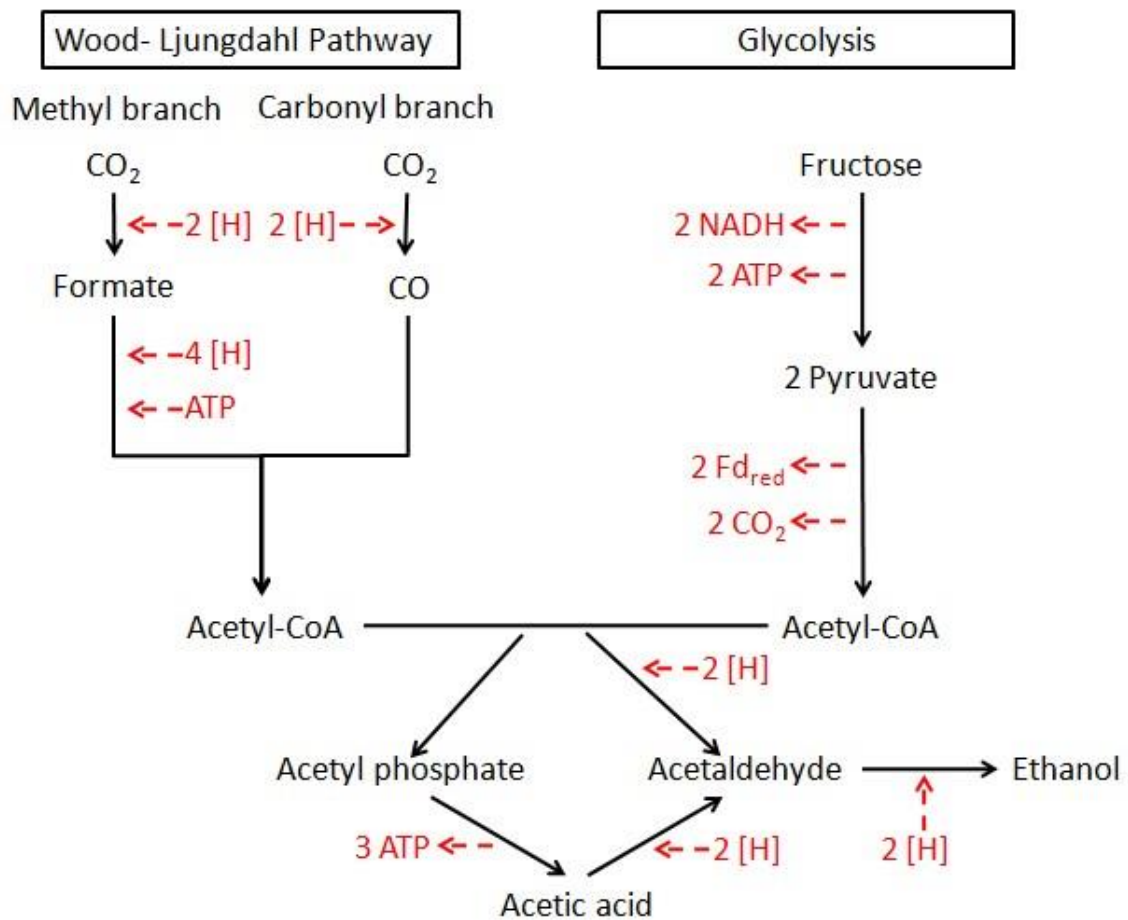 Wood- Ljungdahl Pathway
Glycolysis
Methyl branch
Carbonyl branch
CO₂
CO₂
Fructose
2 [H]
2 [H]
2 NADH
2 ATP
Formate
CO
4 [H]
ATP
2 Pyruvate
2 Fd_red
2 CO₂
Acetyl-CoA
Acetyl-CoA
2 [H]
Acetyl phosphate
Acetaldehyde
Ethanol
3 ATP
2 [H]
2 [H]
Acetic acid